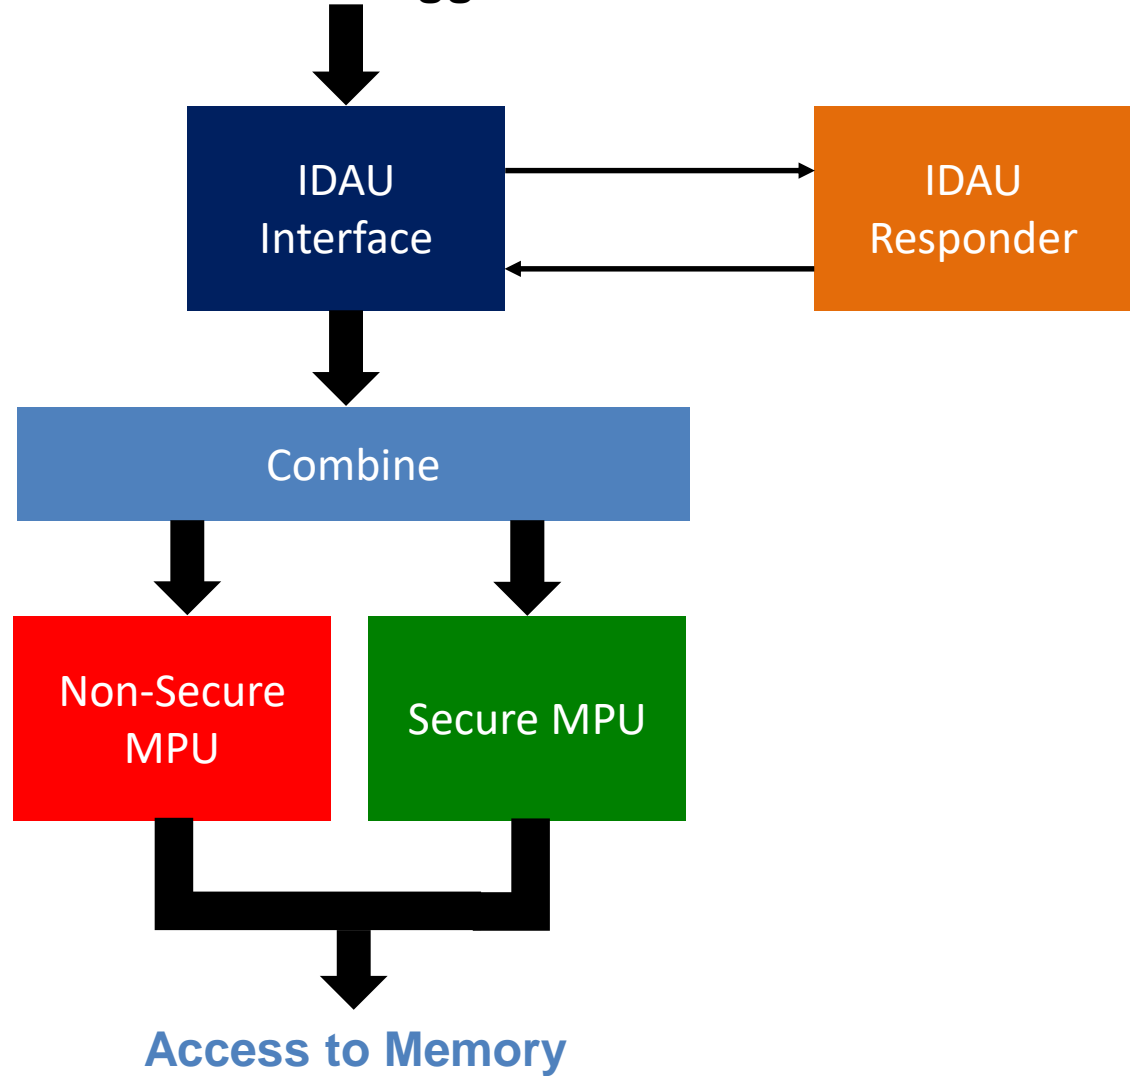 IDAU
Interface
IDAU
Responder
Combine
Non-Secure
MPU
Secure MPU
Access to Memory